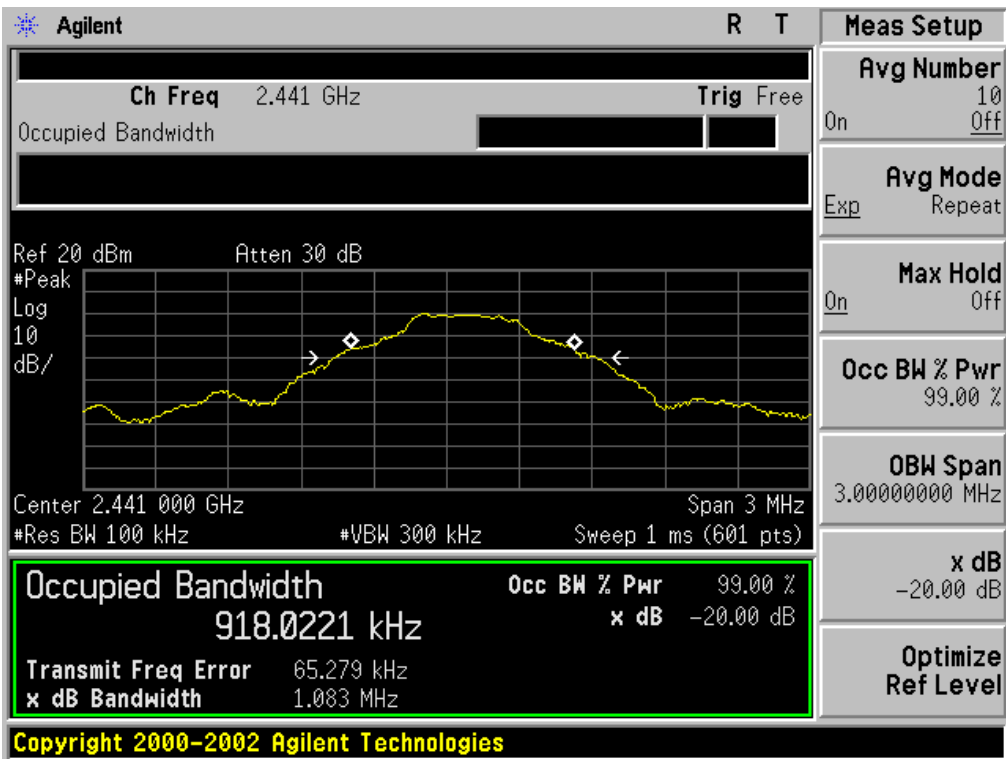 Agilent R T
Ch Freq 2.441 GHz Trig Free
Occupied Bandwidth
Ref 20 dBm Atten 30 dB
#Peak
Log
10
dB/
Center 2.441 000 GHz Span 3 MHz
#Res BW 100 kHz #VBW 300 kHz Sweep 1 ms (601 pts)
Occupied Bandwidth Occ BW % Pwr 99.00 %
918.0221 kHz x dB -20.00 dB
Transmit Freq Error 65.279 kHz
x dB Bandwidth 1.083 MHz
Copyright 2000-2002 Agilent Technologies
Meas Setup
Avg Number
10
On Off
Avg Mode
Exp Repeat
Max Hold
On Off
Occ BW % Pwr
99.00 %
OBW Span
3.00000000 MHz
x dB
-20.00 dB
Optimize
Ref Level